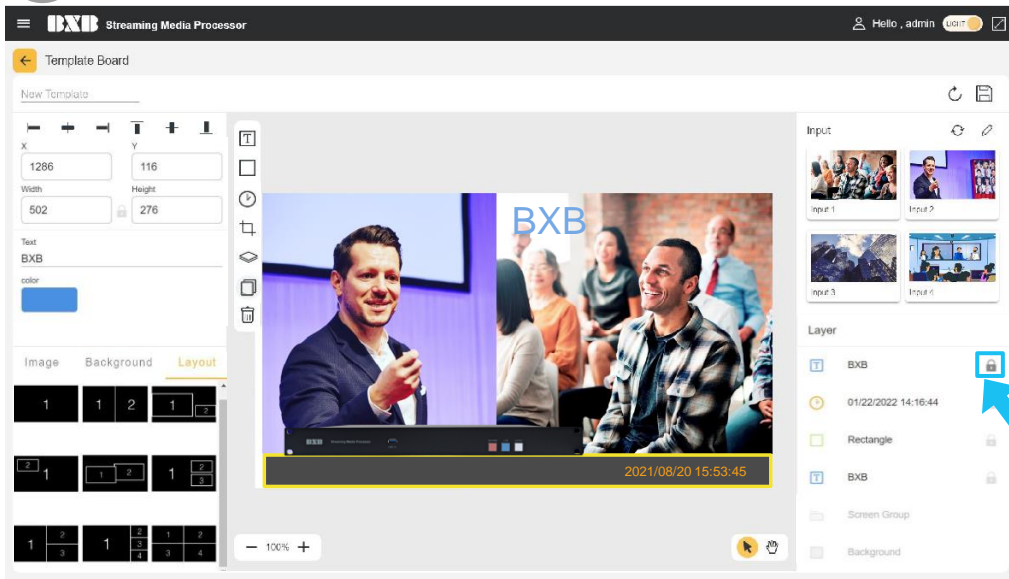 BXB Streaming Media Processor
Hello , admin
LIGHT
Template Board
New Template
X
Y
1286
116
Width
Height
502
276
Text
BXB
color
Image
Background
Layout
1
1 2
1 2
2 1
1 2
1 2 3
1 2 3
1 2 3 4
1 2 3 4
T
BXB
BXB Streaming Media Processor
2021/08/20 15:53:45
100%
Input
Input 1
Input 2
Input 3
Input 4
Layer
T BXB
01/22/2022 14:16:44
Rectangle
T BXB
Screen Group
Background